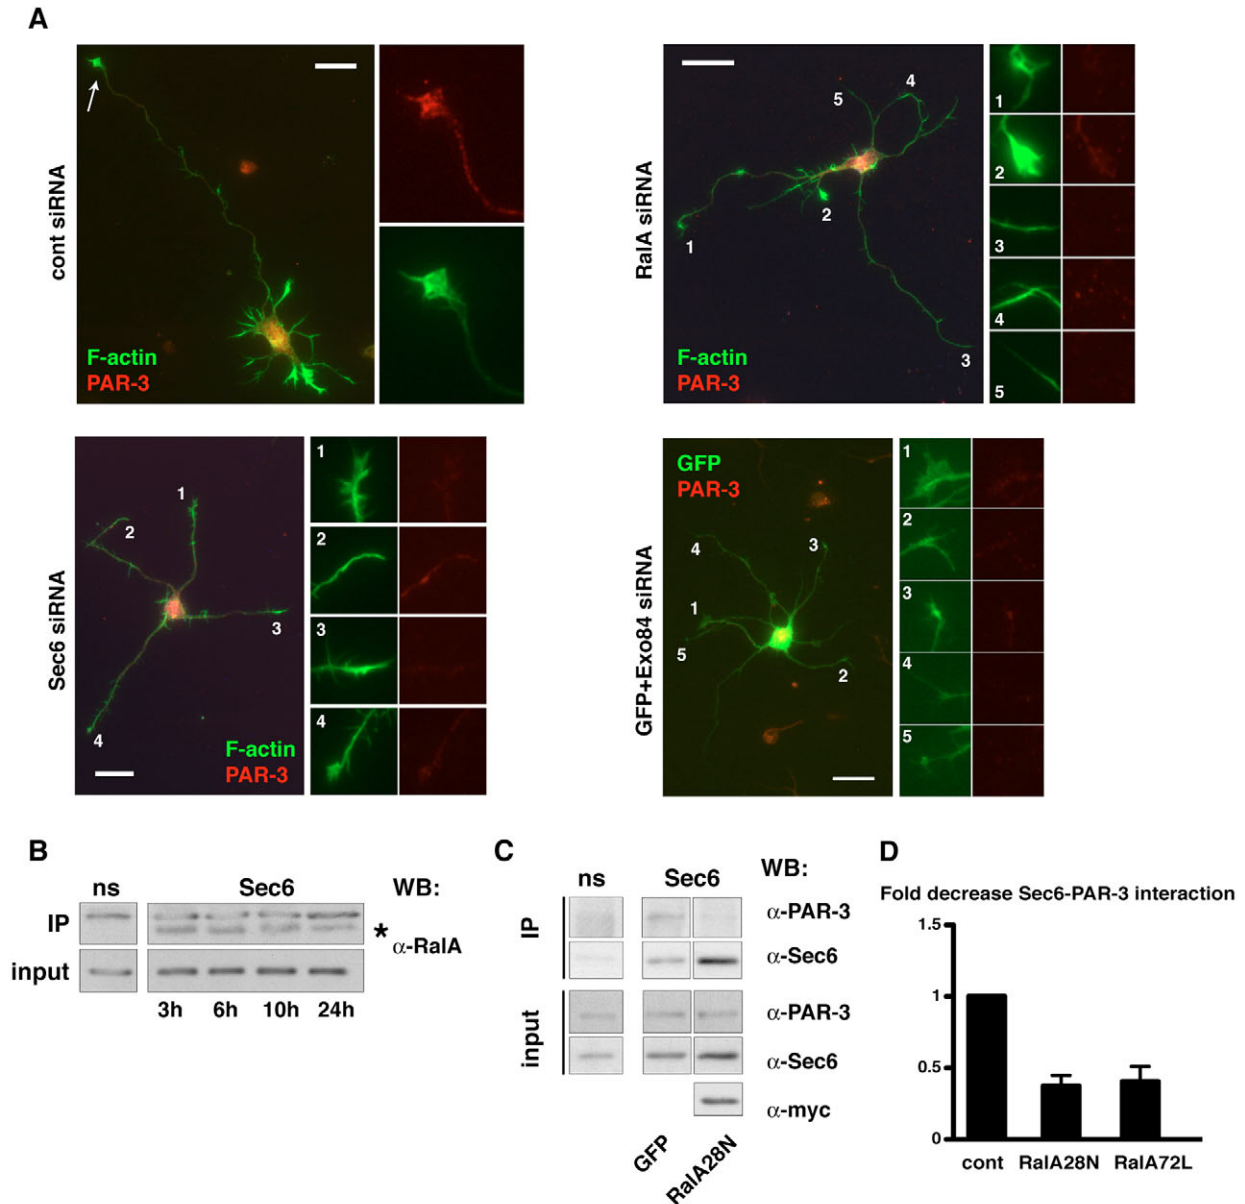 A
cont siRNA
F-actin
PAR-3
RalA siRNA
5
4
2
1
3
F-actin
PAR-3
1
2
3
4
5
Sec6 siRNA
1
2
3
4
F-actin
PAR-3
1
2
3
4
GFP+Exo84 siRNA
GFP
PAR-3
4
3
1
5
2
1
2
3
4
5
B
ns Sec6 WB:
IP * α-RalA
input
3h 6h 10h 24h
C
ns Sec6 WB:
IP
α-PAR-3
α-Sec6
input
α-PAR-3
α-Sec6
α-myc
GFP RalA28N
D
Fold decrease Sec6-PAR-3 interaction
1.5
1
0.5
0
cont RalA28N RalA72L